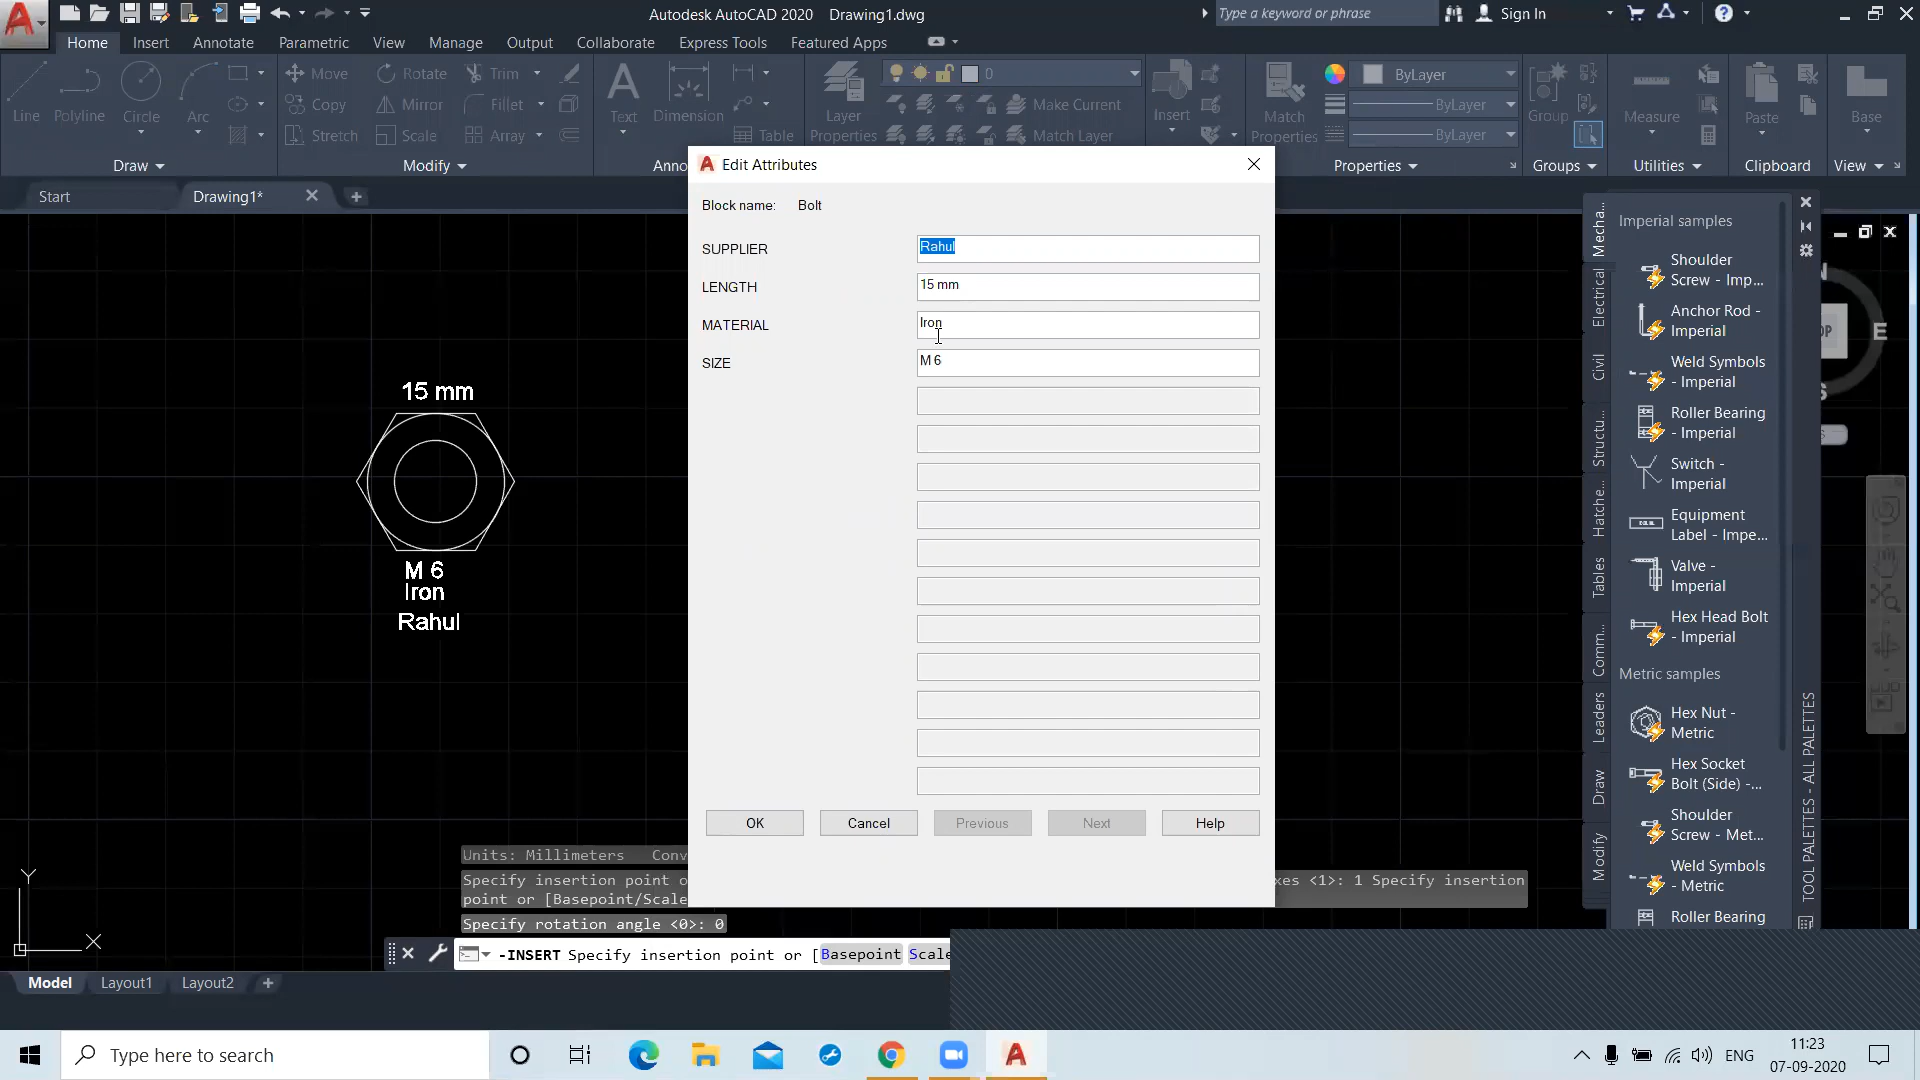 Autodesk AutoCAD 2020 Drawing1.dwg
Type a keyword or phrase
Sign In
Home Insert Annotate Parametric View Manage Output Collaborate Express Tools Featured Apps
Line Polyline Circle Arc
Move Rotate Trim
Copy Mirror Fillet
Stretch Scale Array
Text Dimension
Table
Layer
Properties
0
Make Current
Match Layer
Insert
Match
Properties
ByLayer
ByLayer
ByLayer
Group
Measure
Paste
Base
Draw Modify Anno Properties Groups Utilities Clipboard View
Start Drawing1*
Edit Attributes
Block name: Bolt
SUPPLIER Rahul
LENGTH 15 mm
MATERIAL Iron
SIZE M 6
OK Cancel Previous Next Help
15 mm
M 6
Iron
Rahul
Imperial samples
Shoulder
Screw - Imp...
Anchor Rod -
Imperial
Weld Symbols
- Imperial
Roller Bearing
- Imperial
Switch -
Imperial
Equipment
Label - Impe...
Valve -
Imperial
Hex Head Bolt
- Imperial
Metric samples
Hex Nut -
Metric
Hex Socket
Bolt (Side) -...
Shoulder
Screw - Met...
Weld Symbols
- Metric
Roller Bearing
Mecha...
Electrical
Civil
Structu...
Hatche...
Tables
Comm...
Leaders
Draw
Modify
TOOL PALETTES - ALL PALETTES
OP
E
S
Units: Millimeters Conv
Specify insertion point o
xes <1>: 1 Specify insertion
point or [Basepoint/Scale
Specify rotation angle <0>: 0
-INSERT Specify insertion point or [Basepoint Scale
Y
X
Model Layout1 Layout2
Type here to search
ENG
11:23
07-09-2020